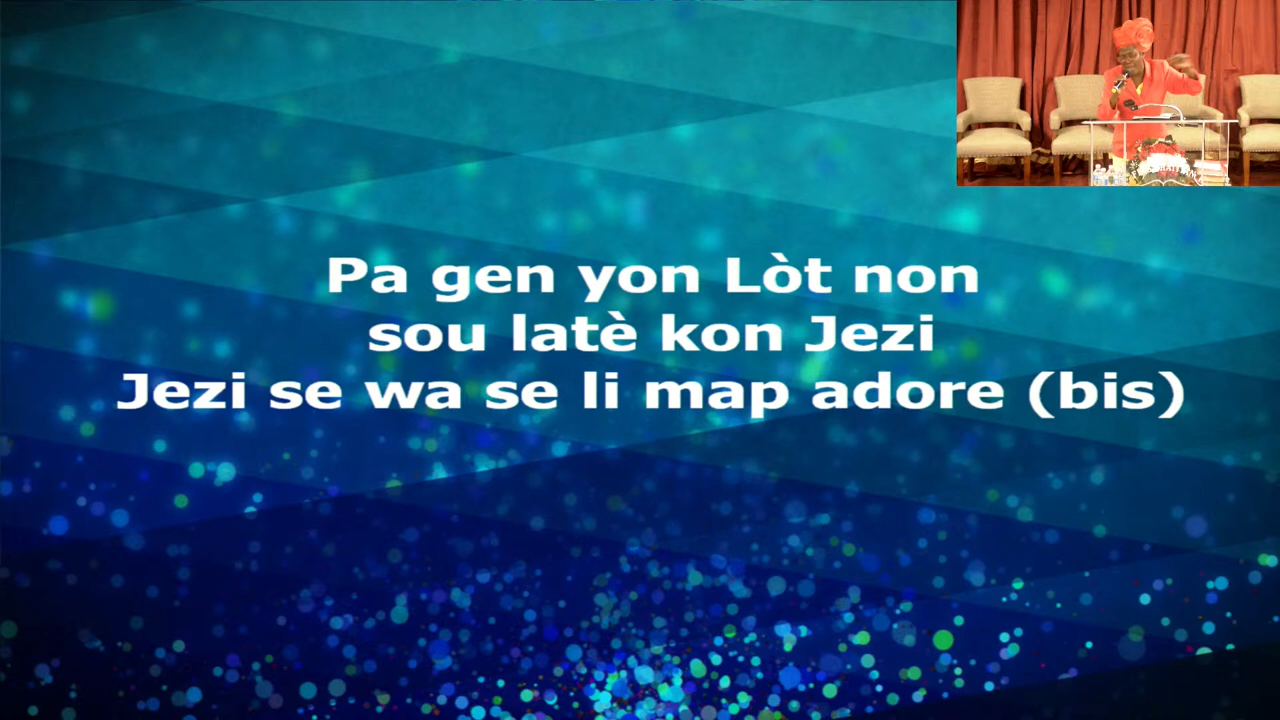 Pa gen yon Lòt non
sou latè kon Jezi
Jezi se wa se li map adore (bis)